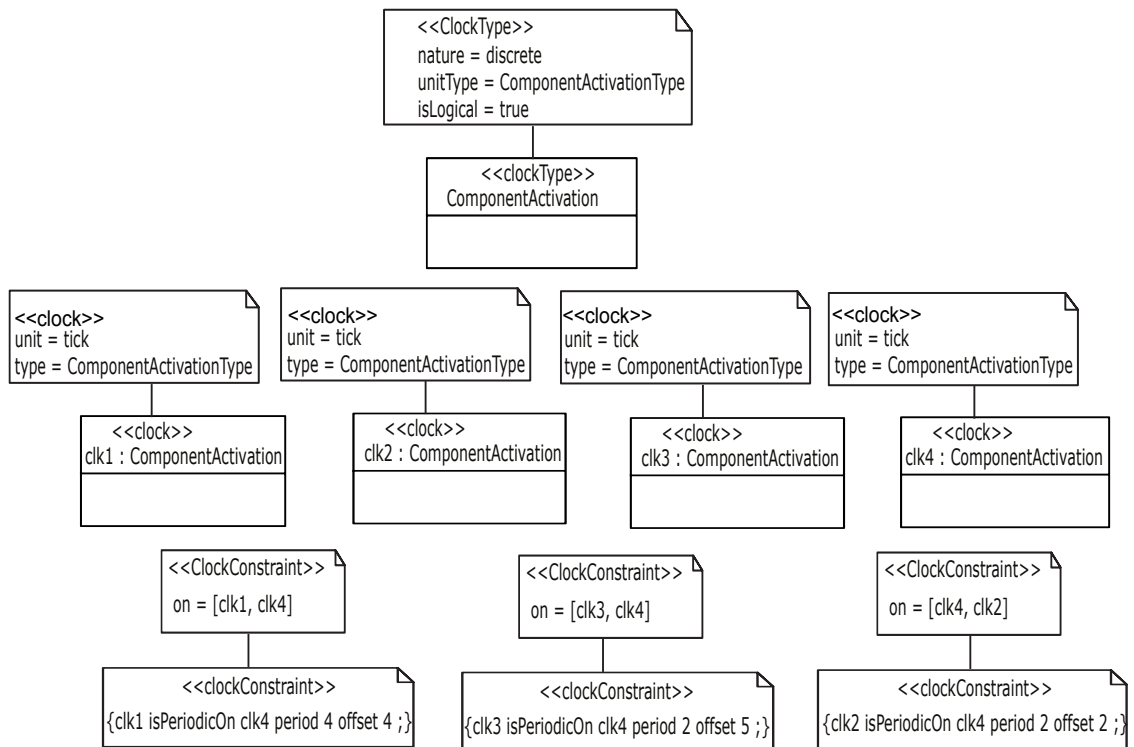 <<ClockType>>
nature = discrete
unitType = ComponentActivationType
isLogical = true
<<clockType>>
ComponentActivation
<<clock>>
unit = tick
type = ComponentActivationType
<<clock>>
unit = tick
type = ComponentActivationType
<<clock>>
unit = tick
type = ComponentActivationType
<<clock>>
unit = tick
type = ComponentActivationType
<<clock>>
clk1 : ComponentActivation
<<clock>>
clk2 : ComponentActivation
<<clock>>
clk3 : ComponentActivation
<<clock>>
clk4 : ComponentActivation
<<ClockConstraint>>
on = [clk1, clk4]
<<ClockConstraint>>
on = [clk3, clk4]
<<ClockConstraint>>
on = [clk4, clk2]
<<clockConstraint>>
{clk1 isPeriodicOn clk4 period 4 offset 4 ;}
<<clockConstraint>>
{clk3 isPeriodicOn clk4 period 2 offset 5 ;}
<<clockConstraint>>
{clk2 isPeriodicOn clk4 period 2 offset 2 ;}